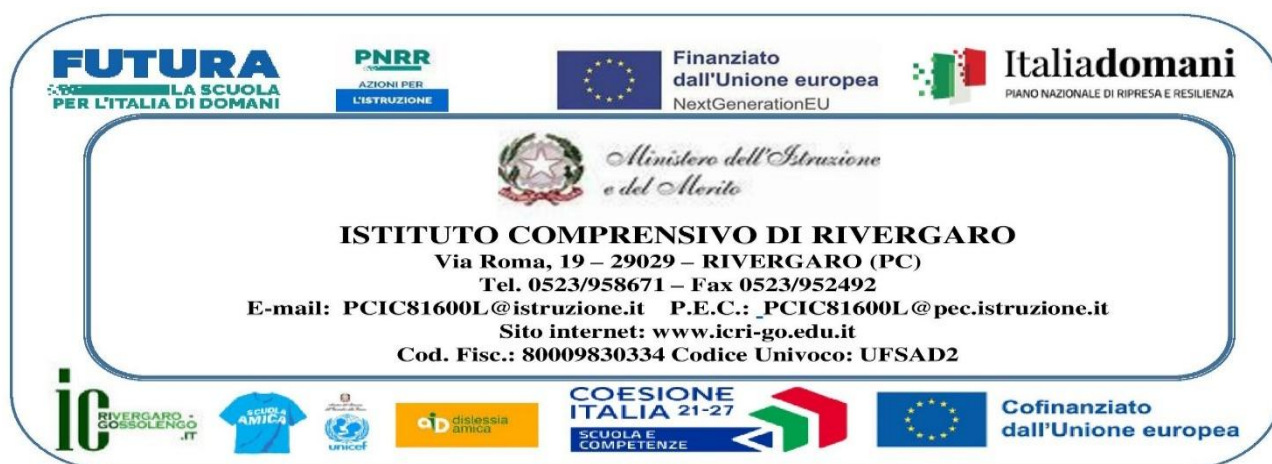 FUTURA
LA SCUOLA
PER L'ITALIA DI DOMANI
PNRR
AZIONI PER
L'ISTRUZIONE
Finanziato
dall'Unione europea
NextGenerationEU
Italiadomani
PIANO NAZIONALE DI RIPRESA E RESILIENZA
Ministero dell'Istruzione
e del Merito
ISTITUTO COMPRENSIVO DI RIVERGARO
Via Roma, 19 – 29029 – RIVERGARO (PC)
Tel. 0523/958671 – Fax 0523/952492
E-mail: PCIC81600L@istruzione.it P.E.C.: PCIC81600L@pec.istruzione.it
Sito internet: www.icri-go.edu.it
Cod. Fisc.: 80009830334 Codice Univoco: UFSAD2
ic
RIVERGARO -
GOSSOLENGO
.IT
SCUOLA
AMICA
unicef
aiD dislessia
amica
COESIONE
ITALIA 21-27
SCUOLA E
COMPETENZE
Cofinanziato
dall'Unione europea